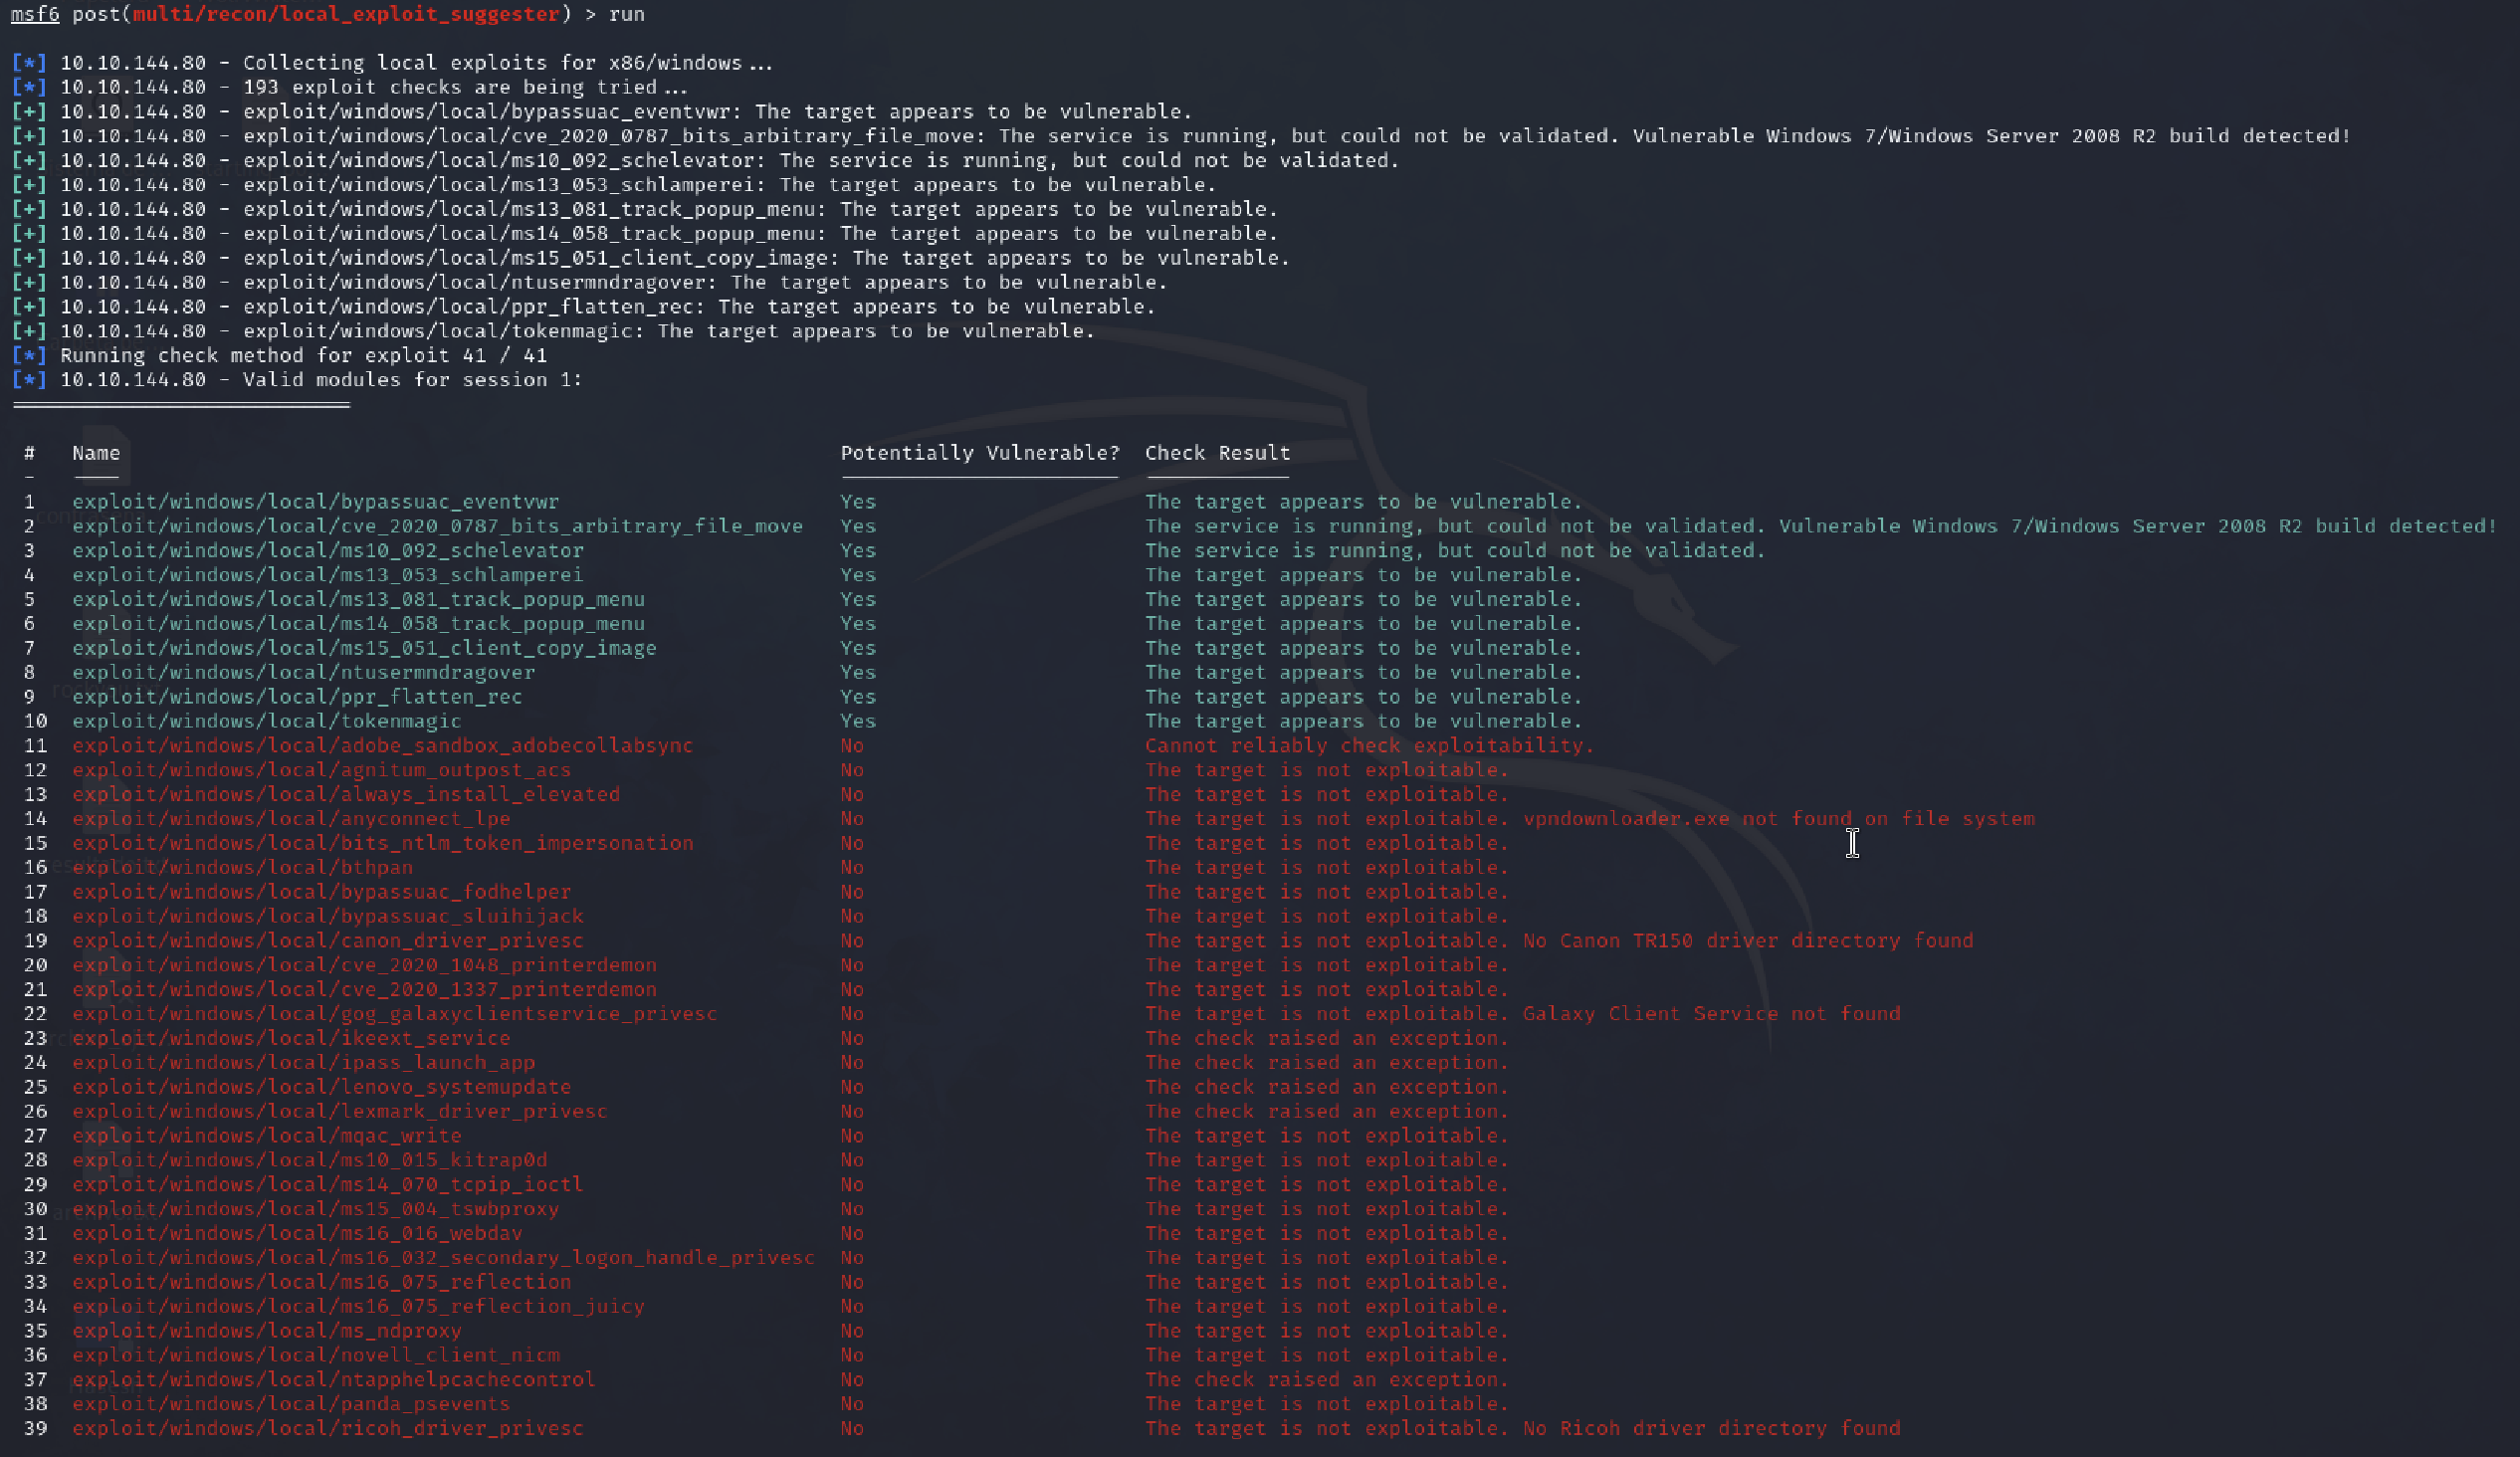 msf6 post(multi/recon/local_exploit_suggester) > run
[*] 10.10.144.80 - Collecting local exploits for x86/windows...
[*] 10.10.144.80 - 193 exploit checks are being tried...
[+] 10.10.144.80 - exploit/windows/local/bypassuac_eventvwr: The target appears to be vulnerable.
[+] 10.10.144.80 - exploit/windows/local/cve_2020_0787_bits_arbitrary_file_move: The service is running, but could not be validated. Vulnerable Windows 7/Windows Server 2008 R2 build detected!
[+] 10.10.144.80 - exploit/windows/local/ms10_092_schelevator: The service is running, but could not be validated.
[+] 10.10.144.80 - exploit/windows/local/ms13_053_schlamperei: The target appears to be vulnerable.
[+] 10.10.144.80 - exploit/windows/local/ms13_081_track_popup_menu: The target appears to be vulnerable.
[+] 10.10.144.80 - exploit/windows/local/ms14_058_track_popup_menu: The target appears to be vulnerable.
[+] 10.10.144.80 - exploit/windows/local/ms15_051_client_copy_image: The target appears to be vulnerable.
[+] 10.10.144.80 - exploit/windows/local/ntusermndragover: The target appears to be vulnerable.
[+] 10.10.144.80 - exploit/windows/local/ppr_flatten_rec: The target appears to be vulnerable.
[+] 10.10.144.80 - exploit/windows/local/tokenmagic: The target appears to be vulnerable.
[*] Running check method for exploit 41 / 41
[*] 10.10.144.80 - Valid modules for session 1:
# Name Potentially Vulnerable? Check Result
1 exploit/windows/local/bypassuac_eventvwr Yes The target appears to be vulnerable.
2 exploit/windows/local/cve_2020_0787_bits_arbitrary_file_move Yes The service is running, but could not be validated. Vulnerable Windows 7/Windows Server 2008 R2 build detected!
3 exploit/windows/local/ms10_092_schelevator Yes The service is running, but could not be validated.
4 exploit/windows/local/ms13_053_schlamperei Yes The target appears to be vulnerable.
5 exploit/windows/local/ms13_081_track_popup_menu Yes The target appears to be vulnerable.
6 exploit/windows/local/ms14_058_track_popup_menu Yes The target appears to be vulnerable.
7 exploit/windows/local/ms15_051_client_copy_image Yes The target appears to be vulnerable.
8 exploit/windows/local/ntusermndragover Yes The target appears to be vulnerable.
9 exploit/windows/local/ppr_flatten_rec Yes The target appears to be vulnerable.
10 exploit/windows/local/tokenmagic Yes The target appears to be vulnerable.
11 exploit/windows/local/adobe_sandbox_adobecollabsync No Cannot reliably check exploitability.
12 exploit/windows/local/agnitum_outpost_acs No The target is not exploitable.
13 exploit/windows/local/always_install_elevated No The target is not exploitable.
14 exploit/windows/local/anyconnect_lpe No The target is not exploitable. vpndownloader.exe not found on file system
15 exploit/windows/local/bits_ntlm_token_impersonation No The target is not exploitable.
16 exploit/windows/local/bthpan No The target is not exploitable.
17 exploit/windows/local/bypassuac_fodhelper No The target is not exploitable.
18 exploit/windows/local/bypassuac_sluihijack No The target is not exploitable.
19 exploit/windows/local/canon_driver_privesc No The target is not exploitable. No Canon TR150 driver directory found
20 exploit/windows/local/cve_2020_1048_printerdemon No The target is not exploitable.
21 exploit/windows/local/cve_2020_1337_printerdemon No The target is not exploitable.
22 exploit/windows/local/gog_galaxyclientservice_privesc No The target is not exploitable. Galaxy Client Service not found
23 exploit/windows/local/ikeext_service No The check raised an exception.
24 exploit/windows/local/ipass_launch_app No The check raised an exception.
25 exploit/windows/local/lenovo_systemupdate No The check raised an exception.
26 exploit/windows/local/lexmark_driver_privesc No The check raised an exception.
27 exploit/windows/local/mqac_write No The target is not exploitable.
28 exploit/windows/local/ms10_015_kitrap0d No The target is not exploitable.
29 exploit/windows/local/ms14_070_tcpip_ioctl No The target is not exploitable.
30 exploit/windows/local/ms15_004_tswbproxy No The target is not exploitable.
31 exploit/windows/local/ms16_016_webdav No The target is not exploitable.
32 exploit/windows/local/ms16_032_secondary_logon_handle_privesc No The target is not exploitable.
33 exploit/windows/local/ms16_075_reflection No The target is not exploitable.
34 exploit/windows/local/ms16_075_reflection_juicy No The target is not exploitable.
35 exploit/windows/local/ms_ndproxy No The target is not exploitable.
36 exploit/windows/local/novell_client_nicm No The target is not exploitable.
37 exploit/windows/local/ntapphelpcachecontrol No The check raised an exception.
38 exploit/windows/local/panda_psevents No The target is not exploitable.
39 exploit/windows/local/ricoh_driver_privesc No The target is not exploitable. No Ricoh driver directory found